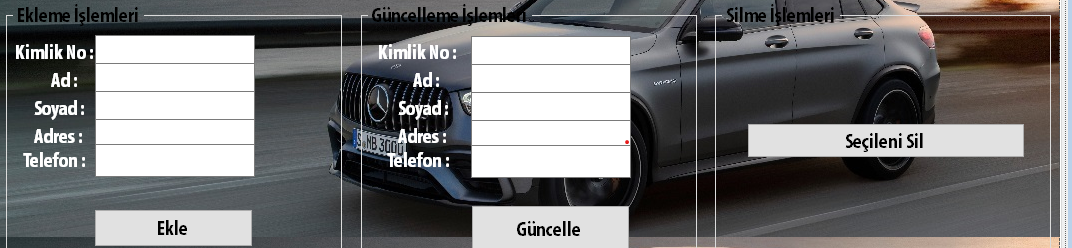 Ekleme İşlemleri
Kimlik No :
Ad :
Soyad :
Adres :
Telefon :
Ekle
Güncelleme İşlemleri
Kimlik No :
Ad :
Soyad :
Adres :
Telefon :
Güncelle
Silme İşlemleri
Seçileni Sil